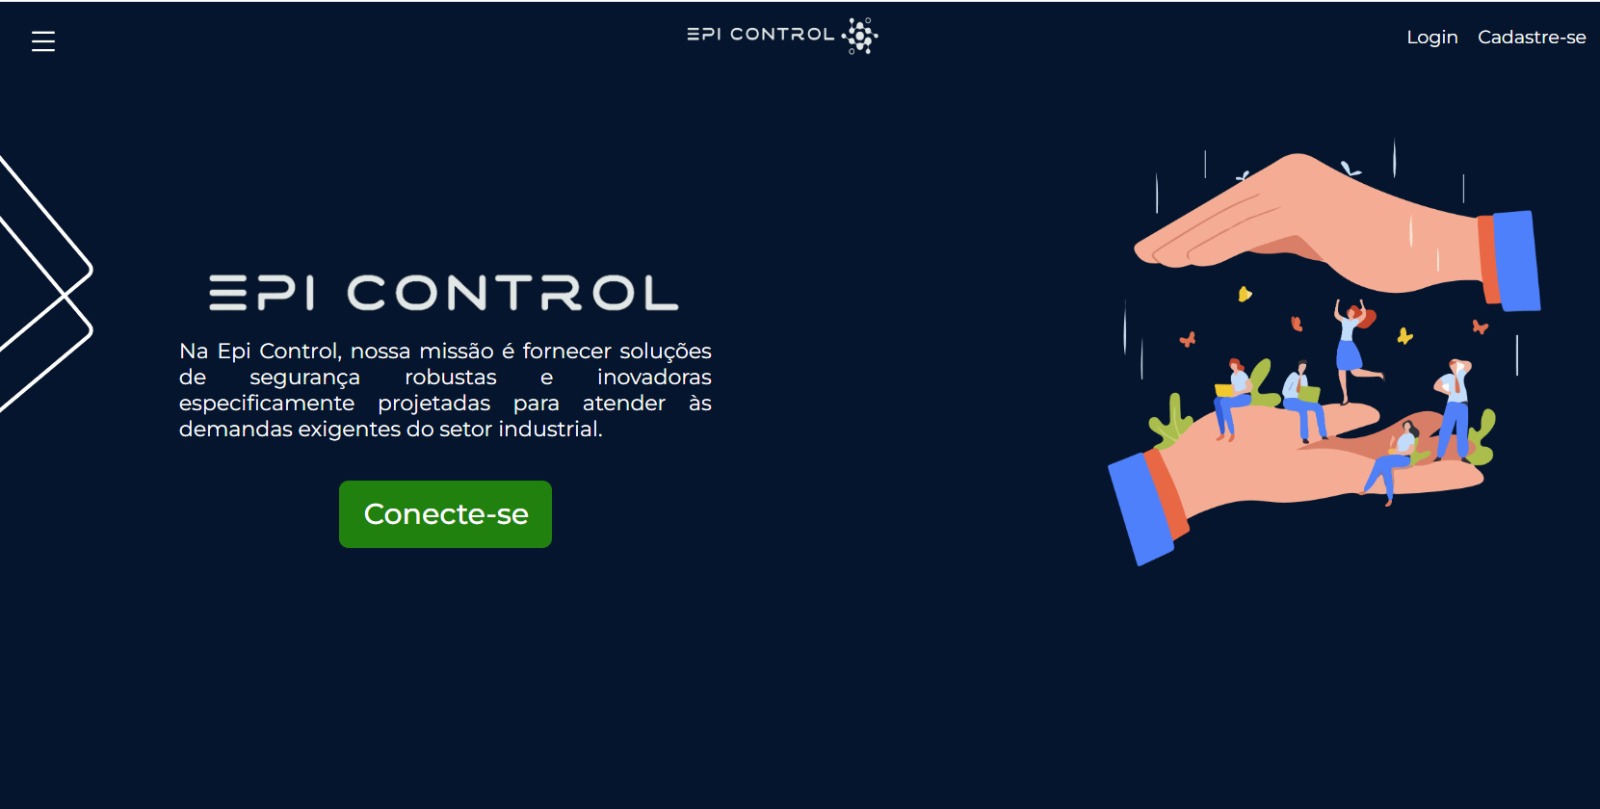 EPI CONTROL
Login Cadastre-se
EPI CONTROL
Na Epi Control, nossa missão é fornecer soluções
de segurança robustas e inovadoras
especificamente projetadas para atender às
demandas exigentes do setor industrial.
Conecte-se